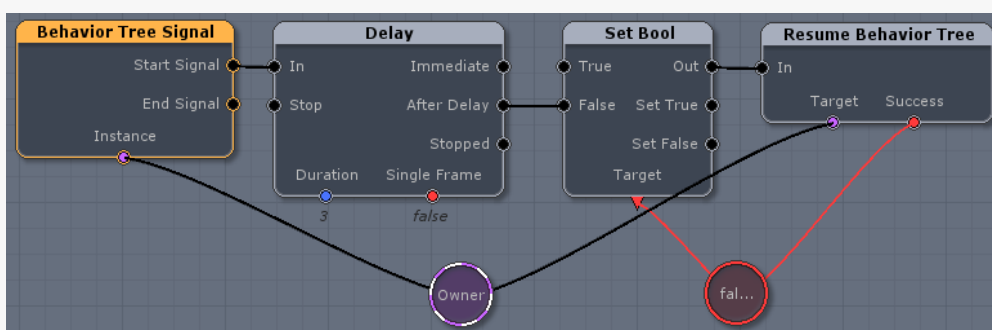 Behavior Tree Signal
Start Signal
End Signal
Instance
Delay
In
Immediate
Stop
After Delay
Stopped
Duration
Single Frame
3
false
Set Bool
True
Out
False
Set True
Set False
Target
Resume Behavior Tree
In
Target
Success
Owner
fal...